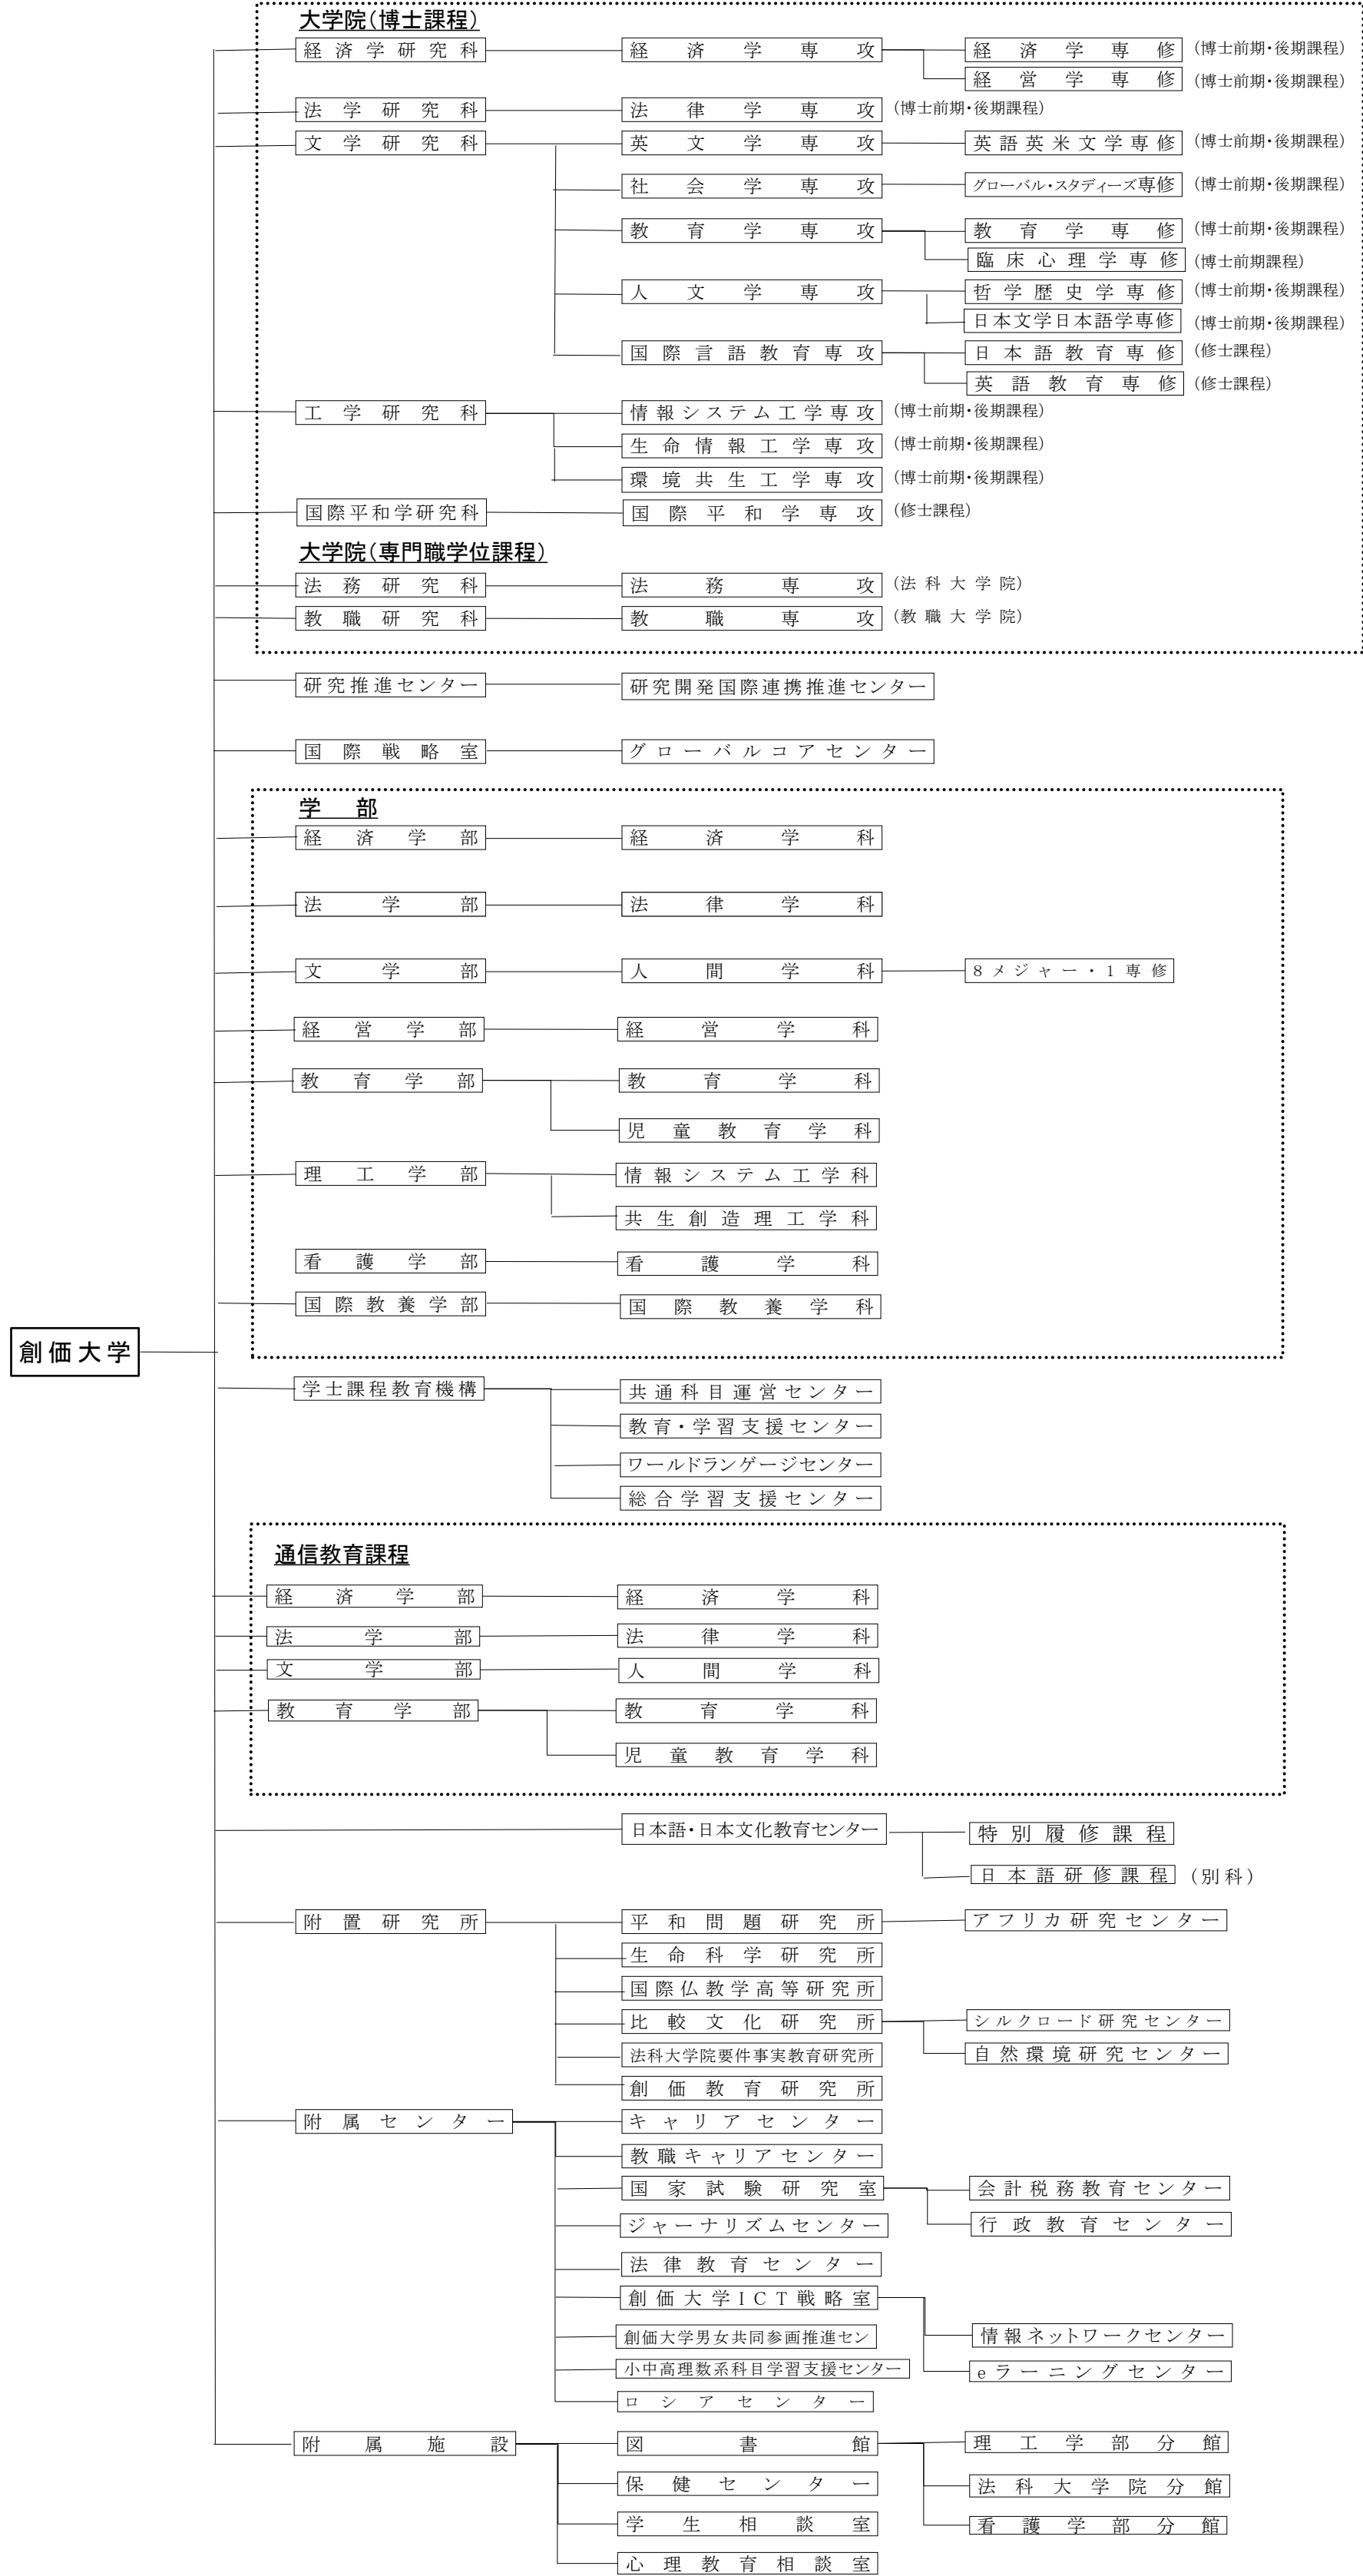 大学院(博士課程)
経済学研究科 経済学専攻 経済学専修 (博士前期・後期課程)
経営学専修 (博士前期・後期課程)
法学研究科 法律学専攻 (博士前期・後期課程)
文学研究科 英文学専攻 英語英米文学専修 (博士前期・後期課程)
社会学専攻 グローバル・スタディーズ専修 (博士前期・後期課程)
教育学専攻 教育学専修 (博士前期・後期課程)
臨床心理学専修 (博士前期課程)
人文学専攻 哲学歴史学専修 (博士前期・後期課程)
日本文学日本語学専修 (博士前期・後期課程)
国際言語教育専攻 日本語教育専修 (修士課程)
英語教育専修 (修士課程)
工学研究科 情報システム工学専攻 (博士前期・後期課程)
生命情報工学専攻 (博士前期・後期課程)
環境共生工学専攻 (博士前期・後期課程)
国際平和学研究科 国際平和学専攻 (修士課程)
大学院(専門職学位課程)
法務研究科 法務専攻 (法科大学院)
教職研究科 教職専攻 (教職大学院)
研究推進センター 研究開発国際連携推進センター
国際戦略室 グローバルコアセンター
学部
経済学部 経済学科
法学部 法律学科
文学部 人間学科 8メジャー・1専修
経営学部 経営学科
教育学部 教育学科
児童教育学科
理工学部 情報システム工学科
共生創造理工学科
看護学部 看護学科
国際教養学部 国際教養学科
創価大学
学士課程教育機構 共通科目運営センター
教育・学習支援センター
ワールドランゲージセンター
総合学習支援センター
通信教育課程
経済学部 経済学科
法学部 法律学科
文学部 人間学科
教育学部 教育学科
児童教育学科
日本語・日本文化教育センター 特別履修課程
日本語研修課程 (別科)
附置研究所 平和問題研究所 アフリカ研究センター
生命科学研究所
国際仏教学高等研究所
比較文化研究所 シルクロード研究センター
法科大学院要件事実教育研究所 自然環境研究センター
創価教育研究所
附属センター キャリアセンター
教職キャリアセンター
国家試験研究室 会計税務教育センター
ジャーナリズムセンター 行政教育センター
法律教育センター
創価大学ICT戦略室
創価大学男女共同参画推進セン 情報ネットワークセンター
小中高理数系科目学習支援センター eラーニングセンター
ロシアセンター
附属施設 図書館 理工学部分館
保健センター 法科大学院分館
学生相談室 看護学部分館
心理教育相談室